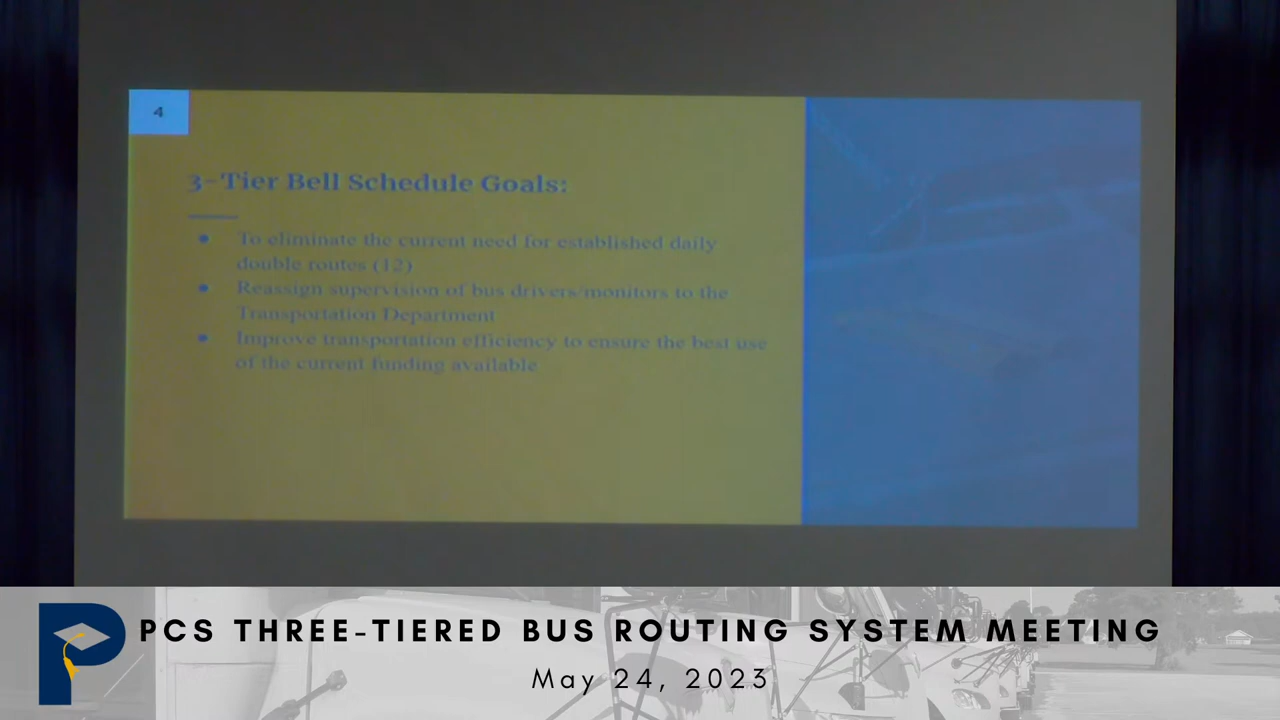 4
3-Tier Bell Schedule Goals:
● To eliminate the current need for established daily
double routes (12)
● Reassign supervision of bus drivers/monitors to the
Transportation Department
● Improve transportation efficiency to ensure the best use
of the current funding available
P
PCS THREE-TIERED BUS ROUTING SYSTEM MEETING
May 24, 2023